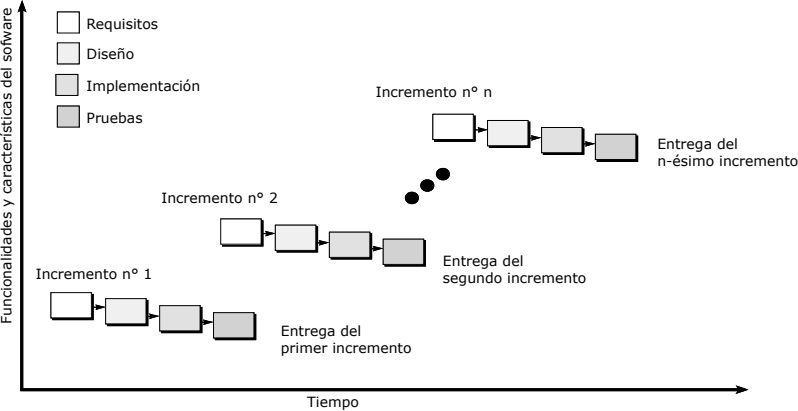 Funcionalidades y características del sofware
Requisitos
Diseño
Implementación
Pruebas
Incremento n° n
Entrega del
n-ésimo incremento
Incremento n° 2
Entrega del
segundo incremento
Incremento n° 1
Entrega del
primer incremento
Tiempo